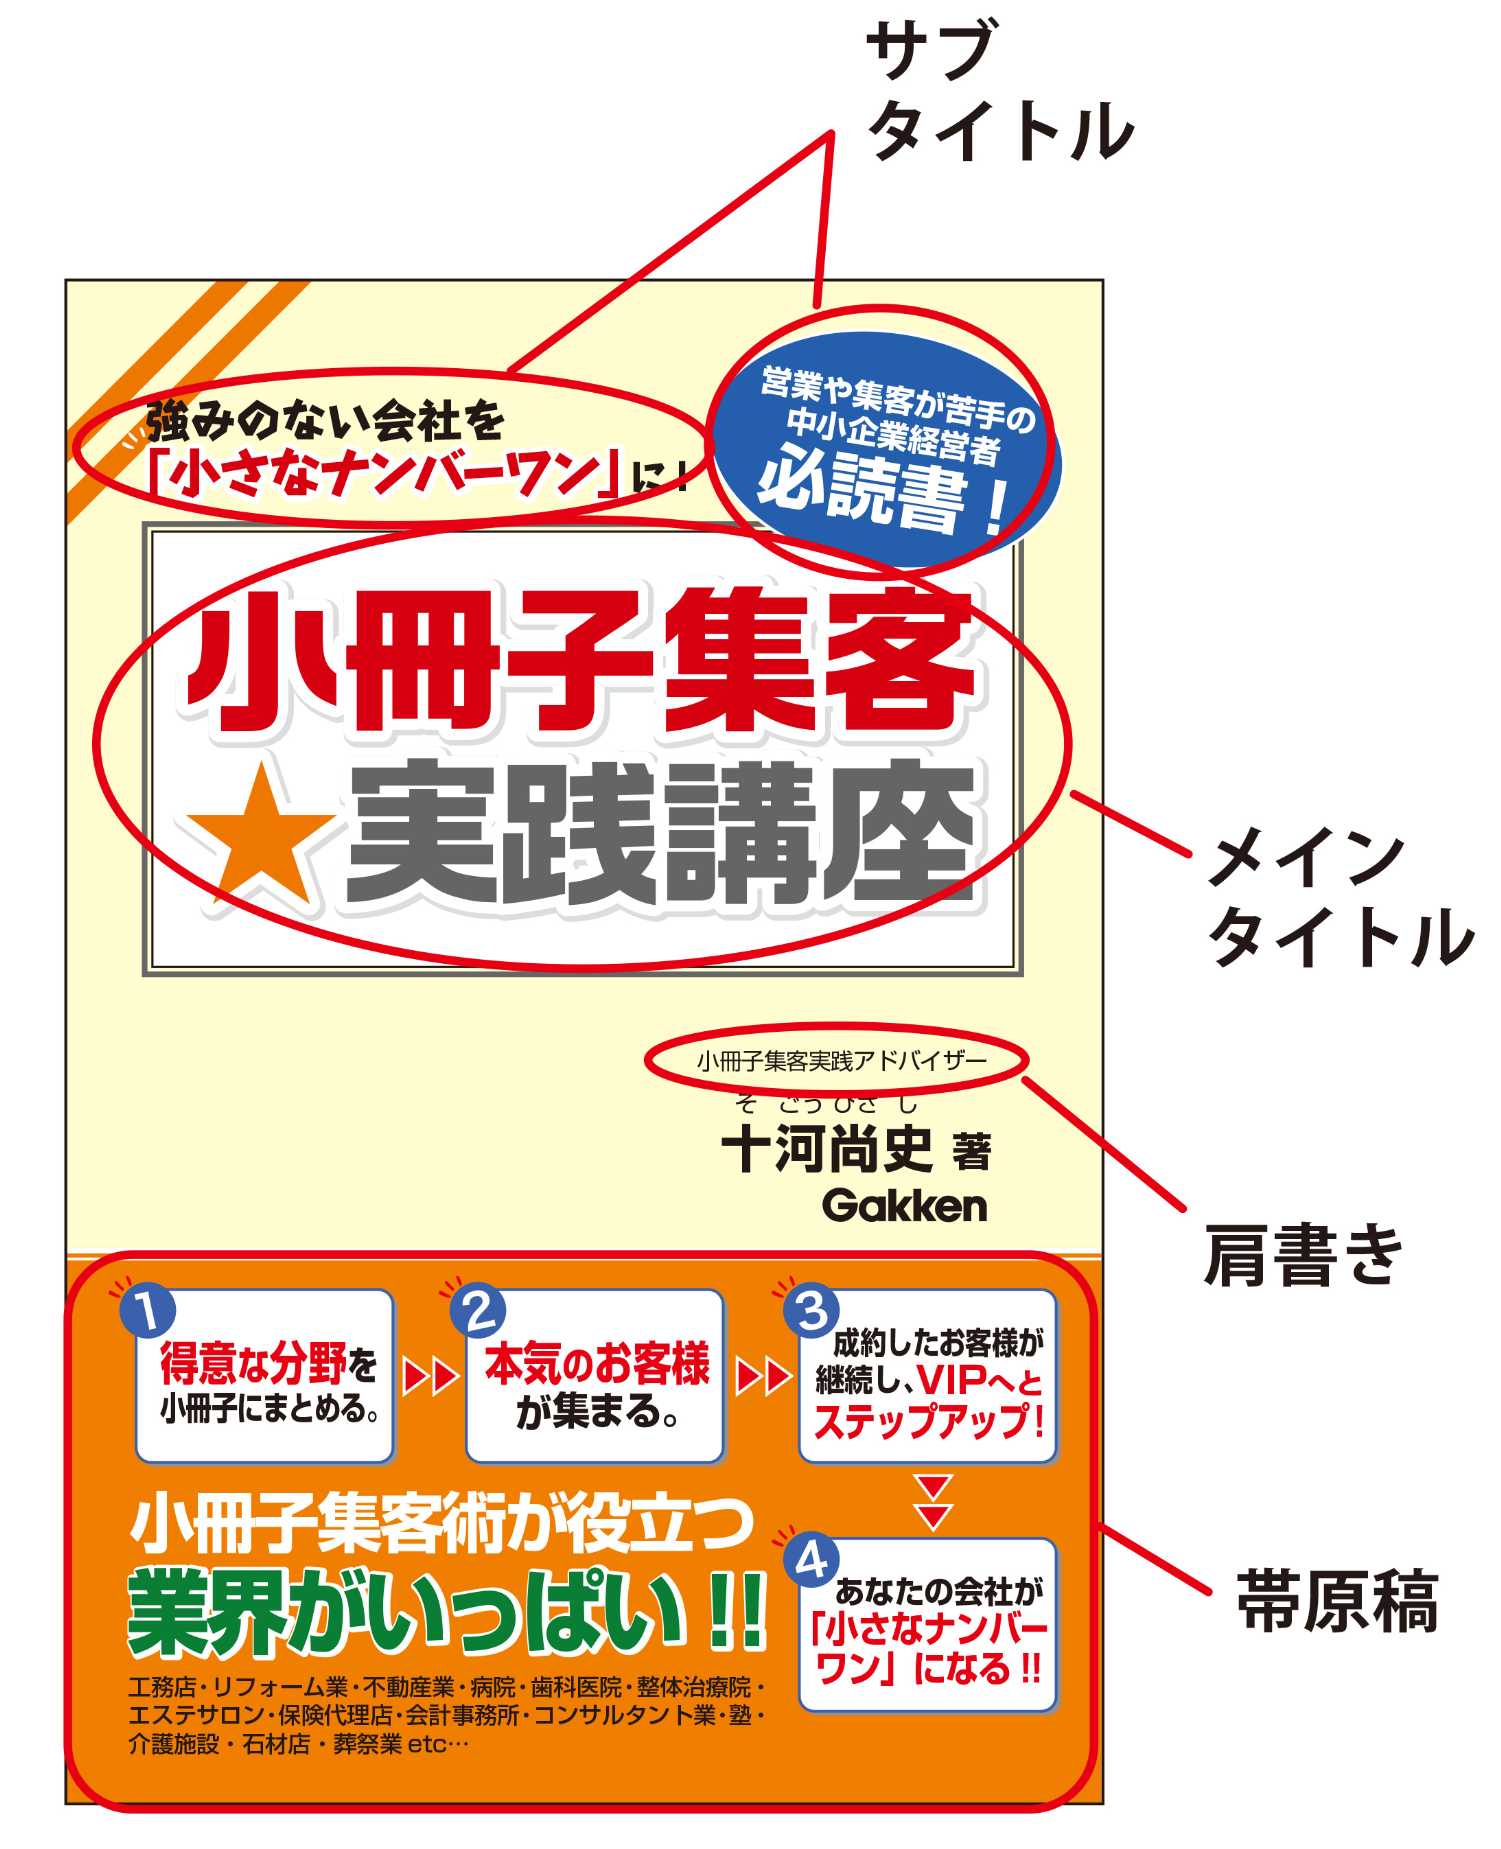 サブ
タイトル
強みのない会社を
「小さなナンバーワン」に！
営業や集客が苦手の
中小企業経営者
必読書！
小冊子集客
★実践講座
メイン
タイトル
小冊子集客実践アドバイザー
そごうひさし
十河尚史 著
Gakken
肩書き
1
得意な分野を
小冊子にまとめる。
2
本気のお客様
が集まる。
3
成約したお客様が
継続し、VIPへと
ステップアップ！
小冊子集客術が役立つ
業界がいっぱい!!
工務店・リフォーム業・不動産業・病院・歯科医院・整体治療院・
エステサロン・保険代理店・会計事務所・コンサルタント業・塾・
介護施設・石材店・葬祭業 etc…
4
あなたの会社が
「小さなナンバー
ワン」になる!!
帯原稿